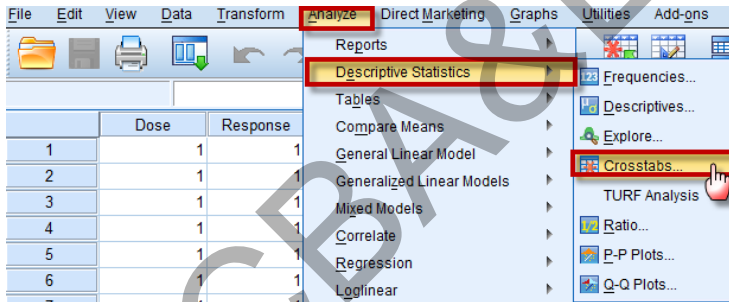 File Edit View Data Transform Analyze Direct Marketing Graphs Utilities Add-ons
Reports
Descriptive Statistics
Tables
Compare Means
General Linear Model
Generalized Linear Models
Mixed Models
Correlate
Regression
Loglinear
123 Frequencies...
Descriptives...
Explore...
Crosstabs...
TURF Analysis
1/2 Ratio...
P-P Plots...
Q-Q Plots...
Dose Response
1 1 1
2 1 1
3 1 1
4 1 1
5 1 1
6 1 1